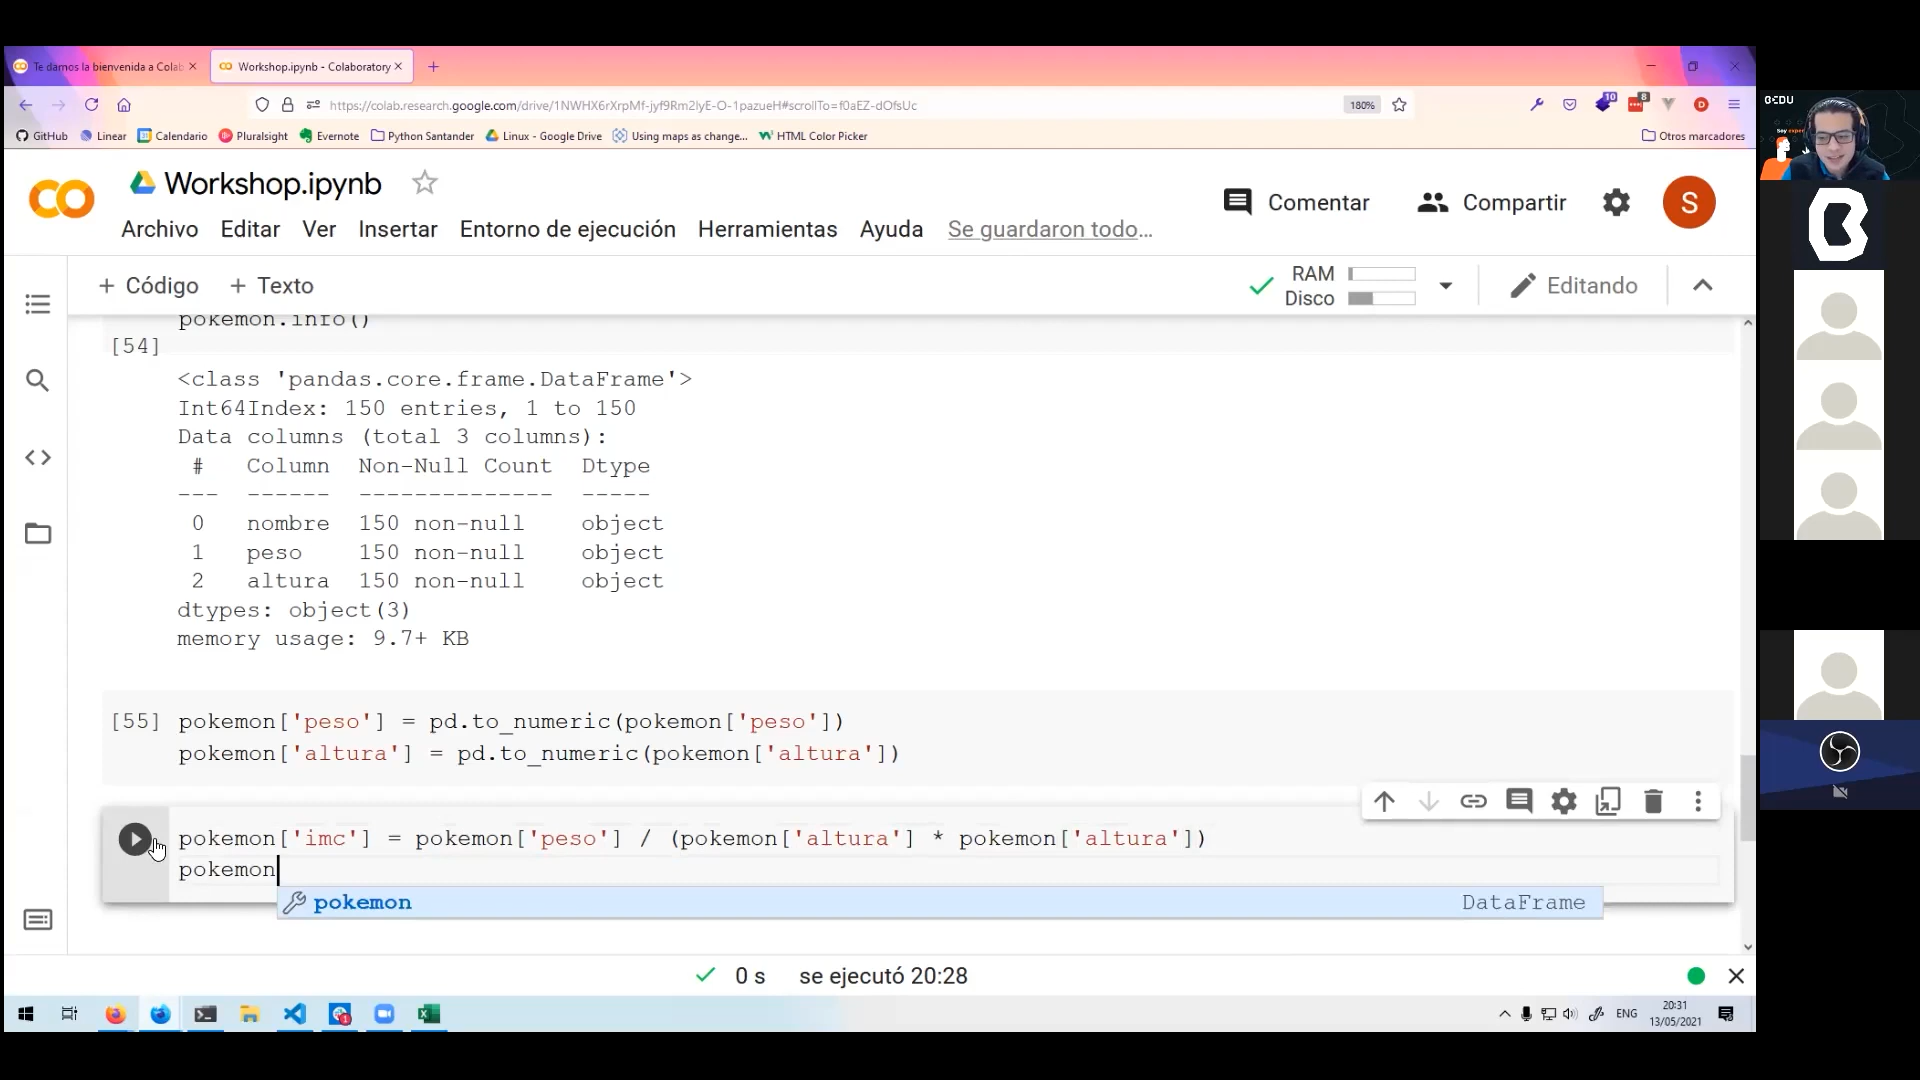 Te damos la bienvenida a Colab
Workshop.ipynb - Colaboratory
https://colab.research.google.com/drive/1NWHX6rXrpMf-jyf9Rm2lyE-O-1pazueH#scrollTo=f0aEZ-dOfsUc
180%
10
8
D
GitHub
Linear
Calendario
Pluralsight
Evernote
Python Santander
Linux - Google Drive
Using maps as change...
HTML Color Picker
Otros marcadores
Workshop.ipynb
Comentar
Compartir
S
Archivo Editar Ver Insertar Entorno de ejecución Herramientas Ayuda Se guardaron todo...
+ Código + Texto
RAM
Disco
Editando
pokemon.info()
[54]
<class 'pandas.core.frame.DataFrame'>
Int64Index: 150 entries, 1 to 150
Data columns (total 3 columns):
# Column Non-Null Count Dtype
--- ------ -------------- -----
0 nombre 150 non-null object
1 peso 150 non-null object
2 altura 150 non-null object
dtypes: object(3)
memory usage: 9.7+ KB
[55] pokemon['peso'] = pd.to_numeric(pokemon['peso'])
pokemon['altura'] = pd.to_numeric(pokemon['altura'])
pokemon['imc'] = pokemon['peso'] / (pokemon['altura'] * pokemon['altura'])
pokemon
pokemon DataFrame
0 s se ejecutó 20:28
ENG
20:31
13/05/2021
BEDU